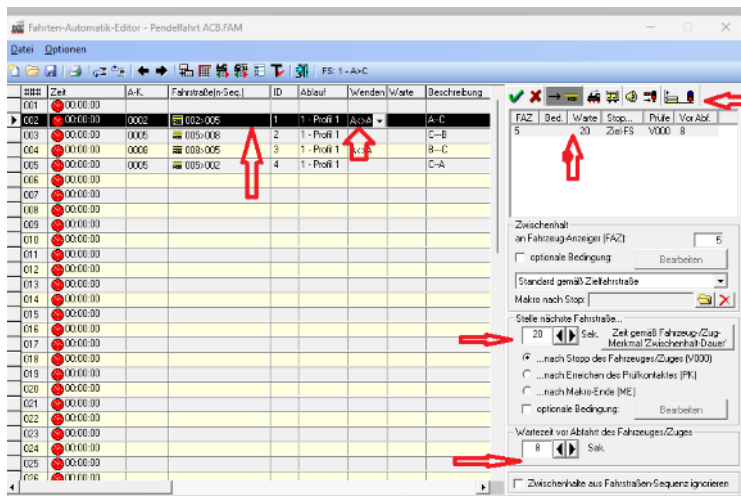 Fahrten-Automatik-Editor - Pendelfahrt ACB.FAM
Datei Optionen
FS: 1 - A>C
### Zeit A-K. Fahrstraße(n-Seq.) ID Ablauf Wenden Warte Beschreibung
001 00:00:00
002 00:00:00 0002 002>005 1 1 - Profil 1 A<>A A--C
003 00:00:00 0005 005>008 2 1 - Profil 1 C---B
004 00:00:00 0008 008>005 3 1 - Profil 1 A<>A B---C
005 00:00:00 0005 005>002 4 1 - Profil 1 C--A
006 00:00:00
007 00:00:00
008 00:00:00
009 00:00:00
010 00:00:00
011 00:00:00
012 00:00:00
013 00:00:00
014 00:00:00
015 00:00:00
016 00:00:00
017 00:00:00
018 00:00:00
019 00:00:00
020 00:00:00
021 00:00:00
022 00:00:00
023 00:00:00
024 00:00:00
025 00:00:00
026 00:00:00
FAZ Bed. Warte Stop... Prüfe Vor Abf.
5 20 Ziel-FS V000 8
Zwischenhalt
an Fahrzeug-Anzeiger (FAZ): 5
optionale Bedingung: Bearbeiten
Standard gemäß Zielfahrstraße
Makro nach Stop:
Stelle nächste Fahrstraße...
20 Sek. Zeit gemäß Fahrzeug-/Zug-
Merkmal 'Zwischenhalt-Dauer'
...nach Stopp des Fahrzeuges/Zuges (V000)
...nach Erreichen des Prüfkontaktes (PK)
...nach Makro-Ende (ME)
optionale Bedingung: Bearbeiten
Wartezeit vor Abfahrt des Fahrzeuges/Zuges
8 Sek.
Zwischenhalte aus Fahrstraßen-Sequenz ignorieren